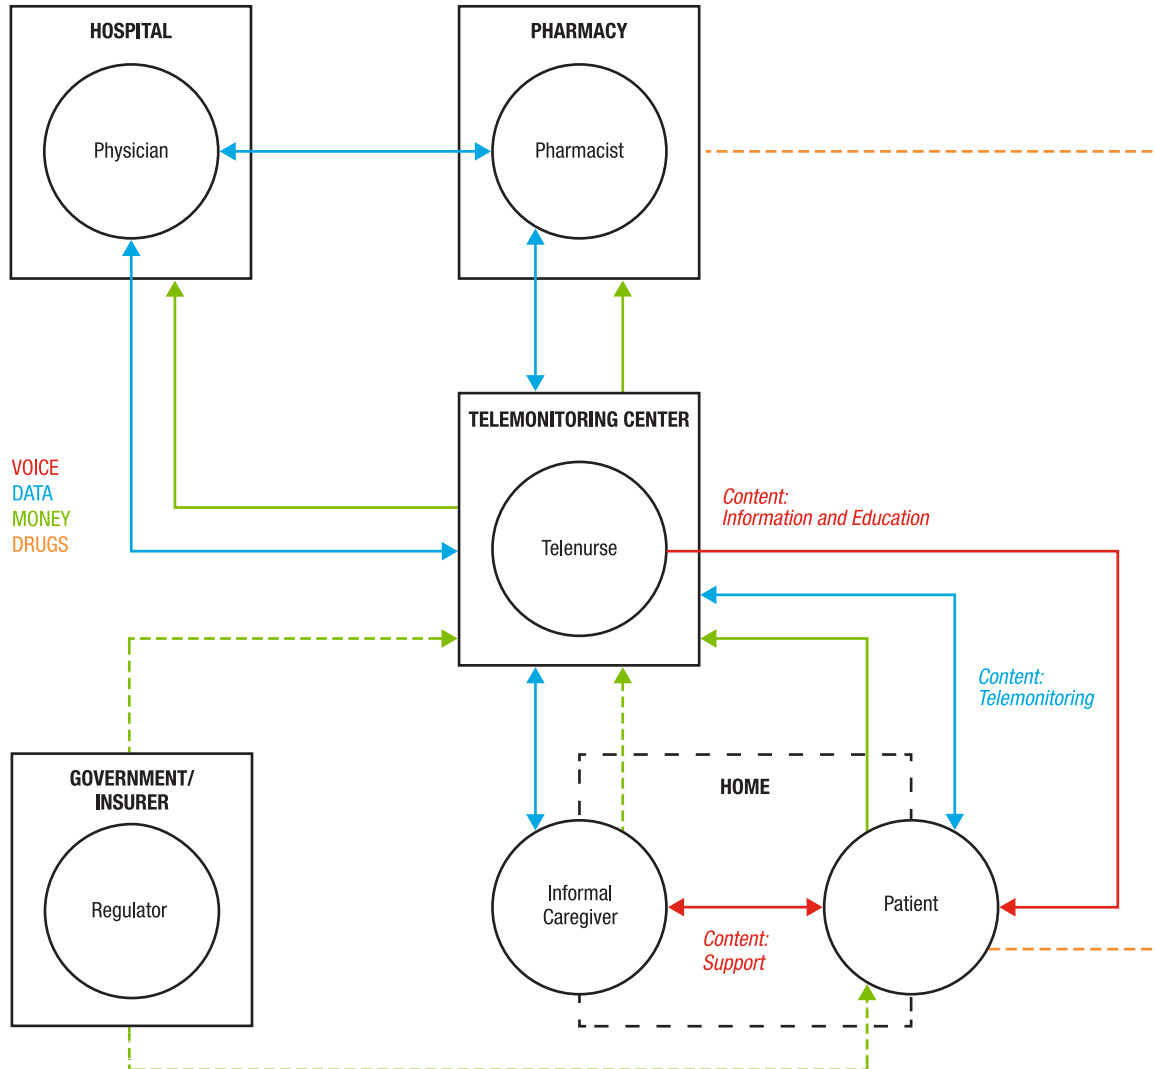 HOSPITAL
Physician
PHARMACY
Pharmacist
TELEMONITORING CENTER
Telenurse
VOICE
DATA
MONEY
DRUGS
Content:
Information and Education
Content:
Telemonitoring
GOVERNMENT/
INSURER
Regulator
HOME
Informal
Caregiver
Content:
Support
Patient